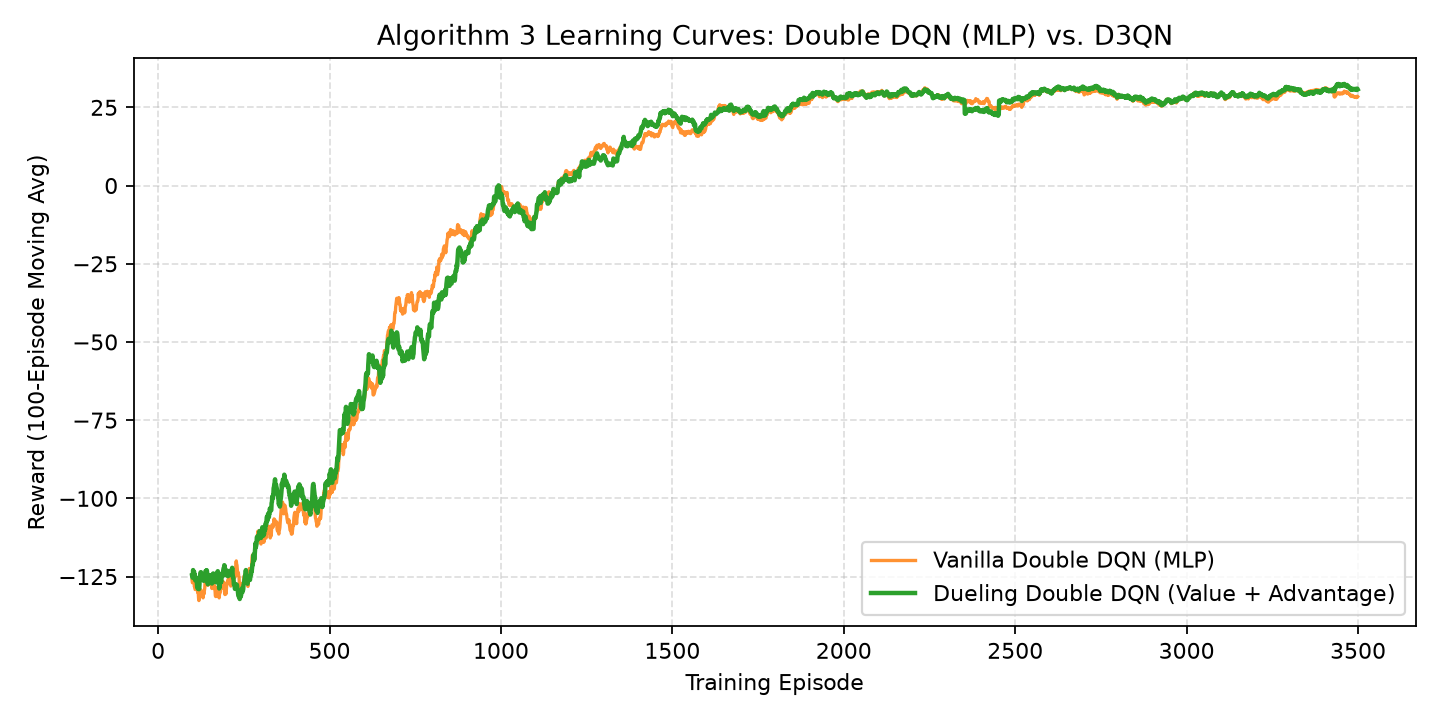 Algorithm 3 Learning Curves: Double DQN (MLP) vs. D3QN
Reward (100-Episode Moving Avg)
25
0
−25
−50
−75
−100
−125
0 500 1000 1500 2000 2500 3000 3500
Training Episode
Vanilla Double DQN (MLP)
Dueling Double DQN (Value + Advantage)